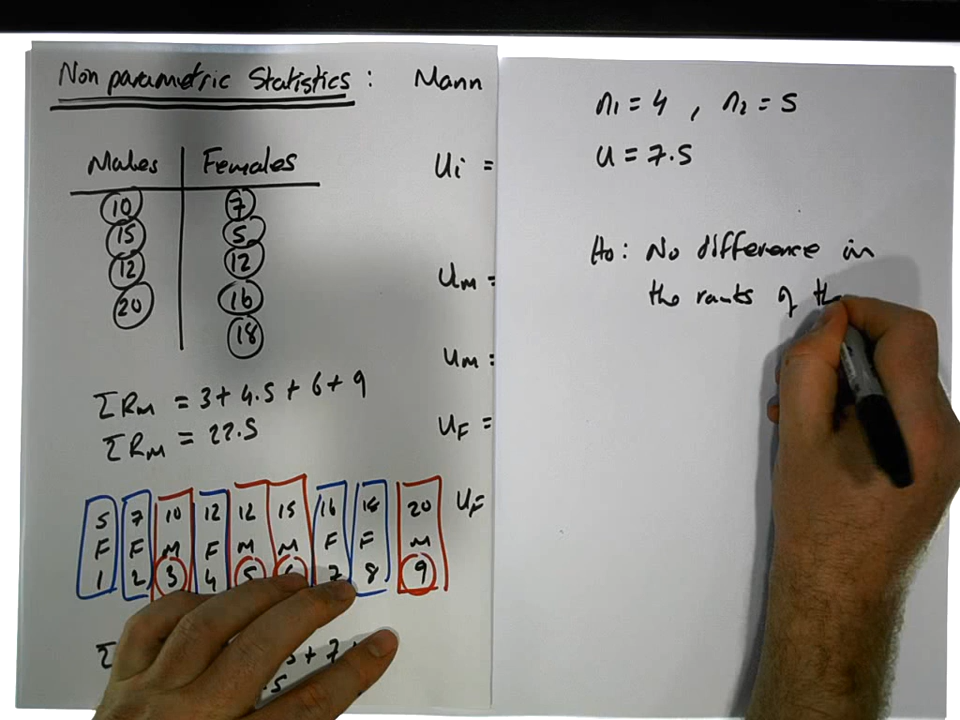 Non parametric Statistics : Mann
Males Females
10 7
15 5
12 12
20 16
18
ΣRM = 3 + 4.5 + 6 + 9
ΣRM = 22.5
5 7 10 12 12 15 16 18 20
F F M F M M F F M
1 2 3 4 5 6 7 8 9
Ui =
UM =
UM =
UF =
UF
n1 = 4 , n2 = 5
U = 7.5
Ho : No difference in
the ranks of the